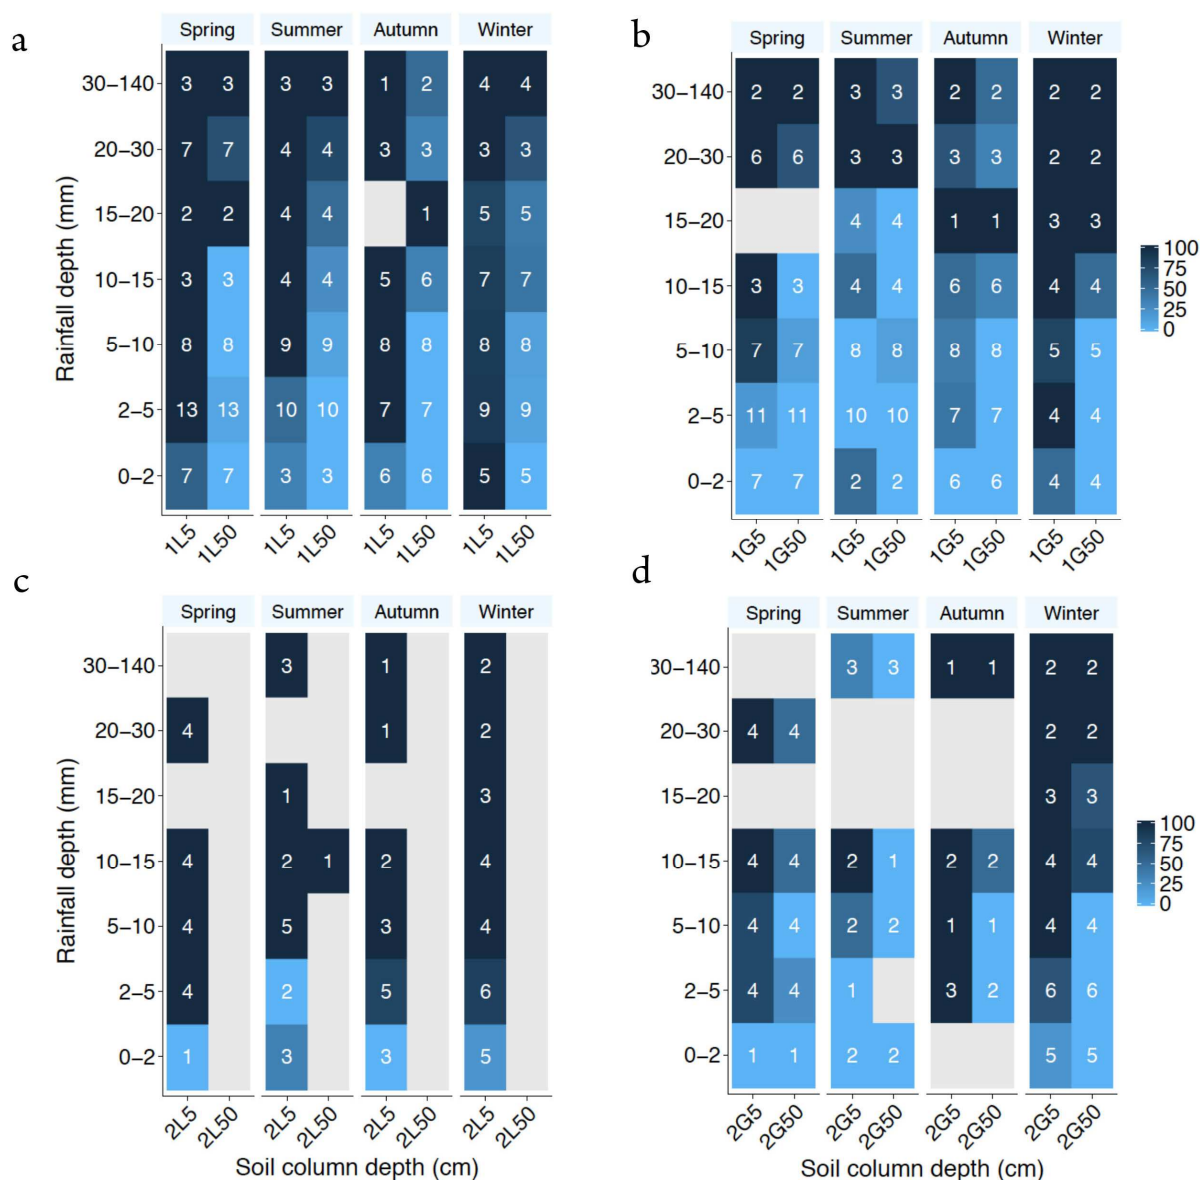 a
Spring Summer Autumn Winter
30–140 3 3 3 3 1 2 4 4
20–30 7 7 4 4 3 3 3 3
15–20 2 2 4 4 1 5 5
10–15 3 3 4 4 5 6 7 7
5–10 8 8 9 9 8 8 8 8
2–5 13 13 10 10 7 7 9 9
0–2 7 7 3 3 6 6 5 5
Rainfall depth (mm)
1L5 1L50 1L5 1L50 1L5 1L50 1L5 1L50
b
Spring Summer Autumn Winter
30–140 2 2 3 3 2 2 2 2
20–30 6 6 3 3 3 3 2 2
15–20 4 4 1 1 3 3
10–15 3 3 4 4 6 6 4 4
5–10 7 7 8 8 8 8 5 5
2–5 11 11 10 10 7 7 4 4
0–2 7 7 2 2 6 6 4 4
1G5 1G50 1G5 1G50 1G5 1G50 1G5 1G50
100
75
50
25
0
c
Spring Summer Autumn Winter
30–140 3 1 2
20–30 4 1 2
15–20 1 3
10–15 4 2 1 2 4
5–10 4 5 3 4
2–5 4 2 5 6
0–2 1 3 3 5
Rainfall depth (mm)
2L5 2L50 2L5 2L50 2L5 2L50 2L5 2L50
Soil column depth (cm)
d
Spring Summer Autumn Winter
30–140 3 3 1 1 2 2
20–30 4 4 2 2
15–20 3 3
10–15 4 4 2 1 2 2 4 4
5–10 4 4 2 2 1 1 4 4
2–5 4 4 1 3 2 6 6
0–2 1 1 2 2 5 5
2G5 2G50 2G5 2G50 2G5 2G50 2G5 2G50
Soil column depth (cm)
100
75
50
25
0